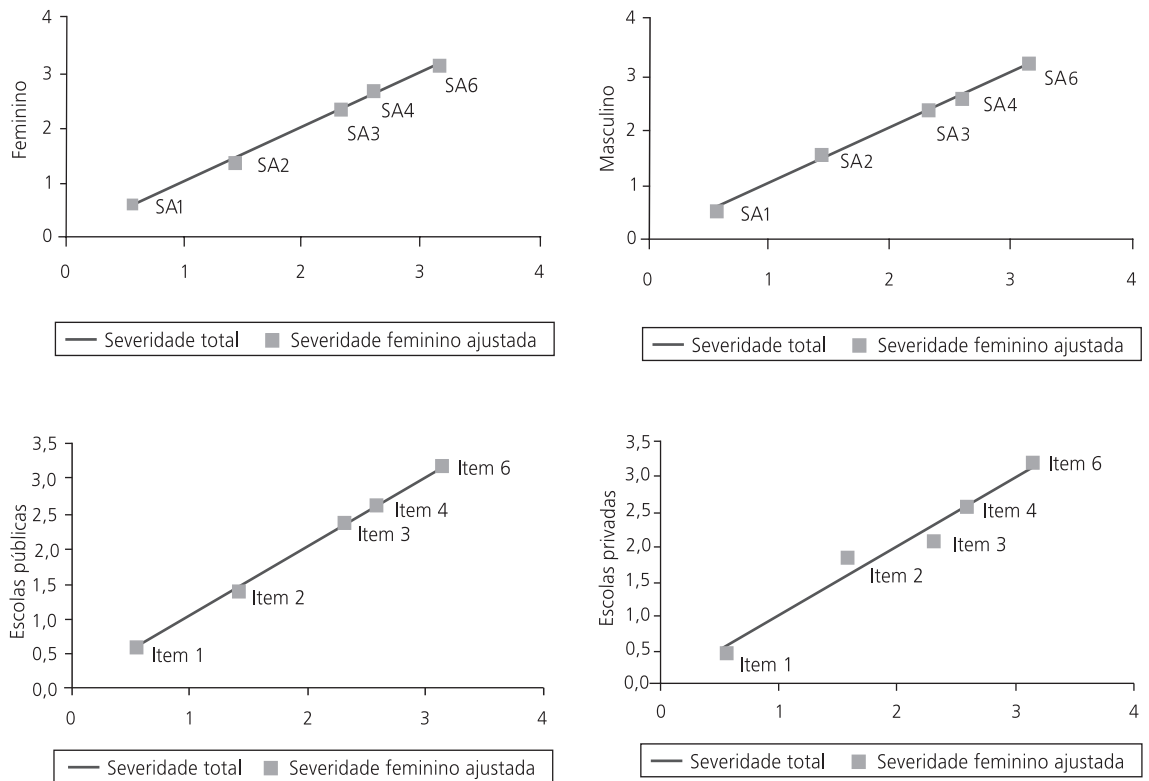 4
3
2
1
0
Feminino
SA1
SA2
SA3
SA4
SA6
0 1 2 3 4
Severidade total Severidade feminino ajustada
4
3
2
1
0
Masculino
SA1
SA2
SA3
SA4
SA6
0 1 2 3 4
Severidade total Severidade feminino ajustada
3,5
3,0
2,5
2,0
1,0
0,5
0,0
Escolas públicas
Item 1
Item 2
Item 3
Item 4
Item 6
0 1 2 3 4
Severidade total Severidade feminino ajustada
3,5
3,0
2,5
2,0
1,5
1,0
0,5
0,0
Escolas privadas
Item 1
Item 2
Item 3
Item 4
Item 6
0 1 2 3 4
Severidade total Severidade feminino ajustada